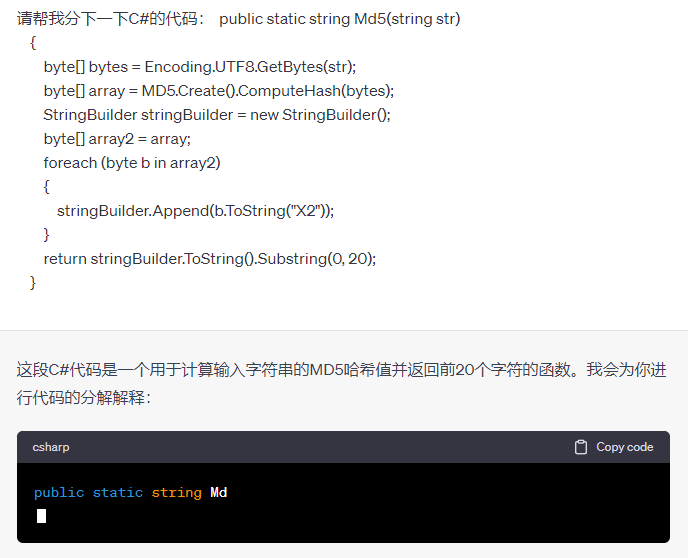 请帮我分下一下C#的代码： public static string Md5(string str)
{
byte[] bytes = Encoding.UTF8.GetBytes(str);
byte[] array = MD5.Create().ComputeHash(bytes);
StringBuilder stringBuilder = new StringBuilder();
byte[] array2 = array;
foreach (byte b in array2)
{
stringBuilder.Append(b.ToString("X2"));
}
return stringBuilder.ToString().Substring(0, 20);
}
这段C#代码是一个用于计算输入字符串的MD5哈希值并返回前20个字符的函数。我会为你进
行代码的分解解释：
csharp Copy code
public static string Md